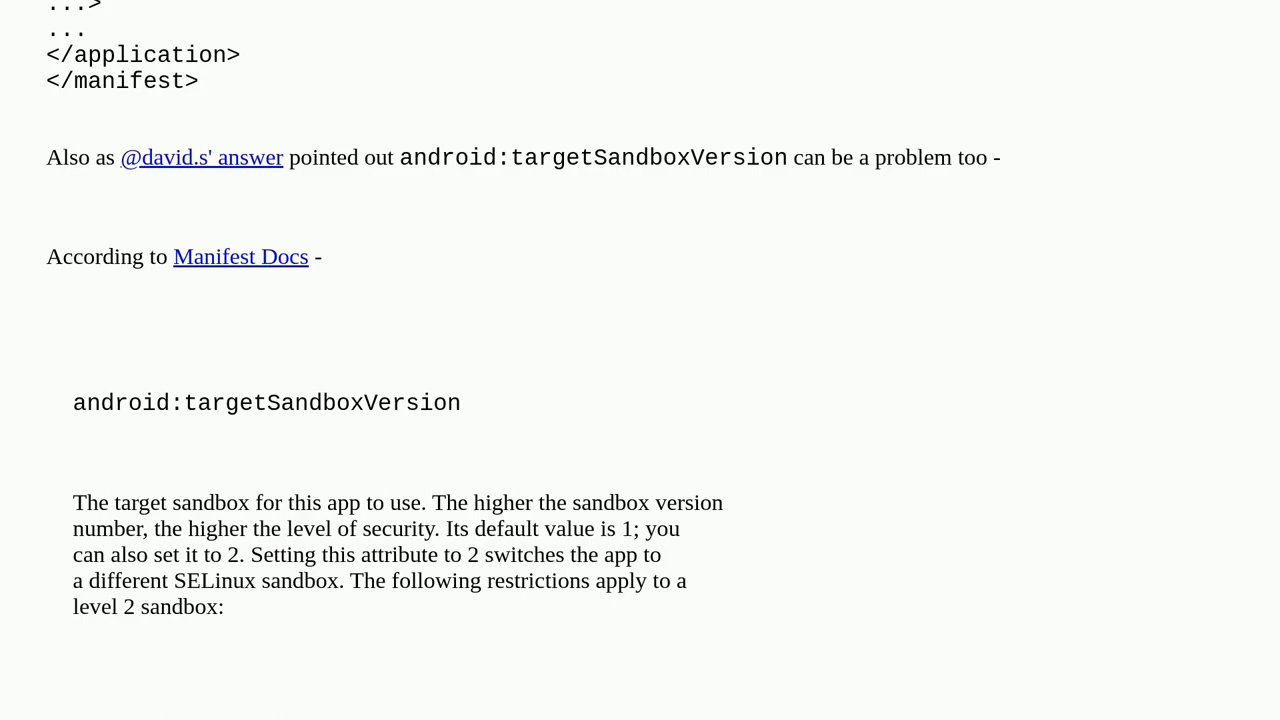 ...>
...
</application>
</manifest>
Also as @david.s' answer pointed out android:targetSandboxVersion can be a problem too -
According to Manifest Docs -
android:targetSandboxVersion
The target sandbox for this app to use. The higher the sandbox version
number, the higher the level of security. Its default value is 1; you
can also set it to 2. Setting this attribute to 2 switches the app to
a different SELinux sandbox. The following restrictions apply to a
level 2 sandbox: